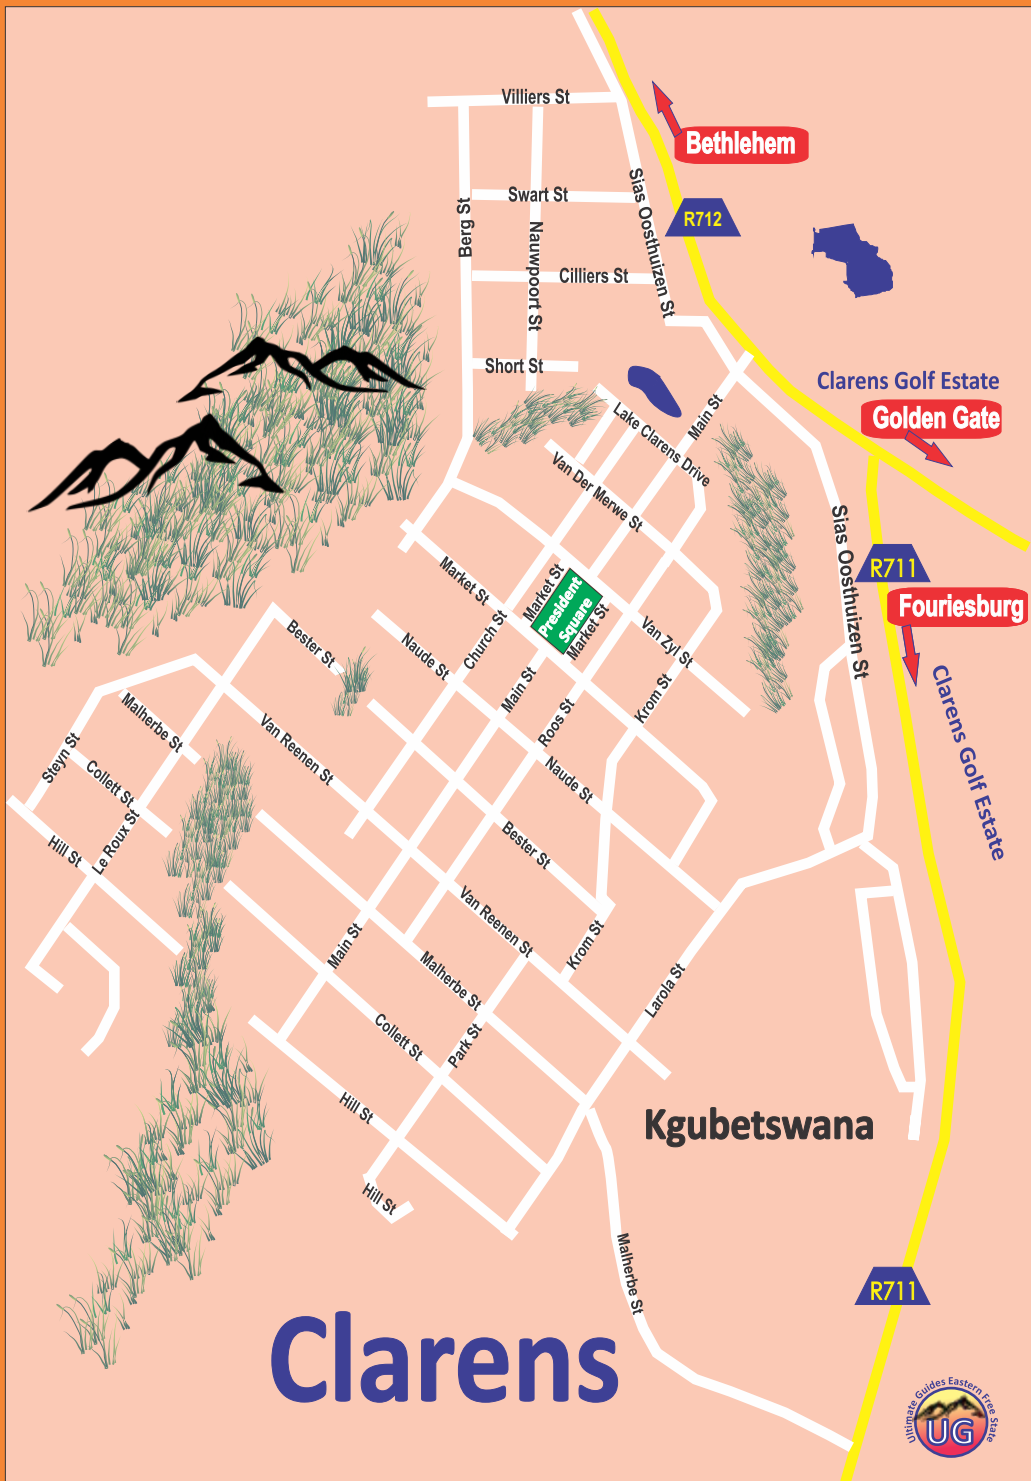 Villiers St
Bethlehem
Swart St
Sias Oosthuizen St
Berg St
R712
Nauwpoort St
Cilliers St
Short St
Clarens Golf Estate
Golden Gate
Main St
Lake Clarens Drive
Van Der Merwe St
Sias Oosthuizen St
R711
Market St
Market St
President
Square
Market St
Fouriesburg
Church St
Van Zyl St
Bester St
Naude St
Main St
Krom St
Clarens Golf Estate
Malherbe St
Roos St
Steyn St
Van Reenen St
Naude St
Collett St
Le Roux St
Hill St
Bester St
Van Reenen St
Main St
Krom St
Malherbe St
Larola St
Collett St
Park St
Hill St
Kgubetswana
Hill St
Malherbe St
R711
Clarens
Ultimate Guides Eastern Free State
UG